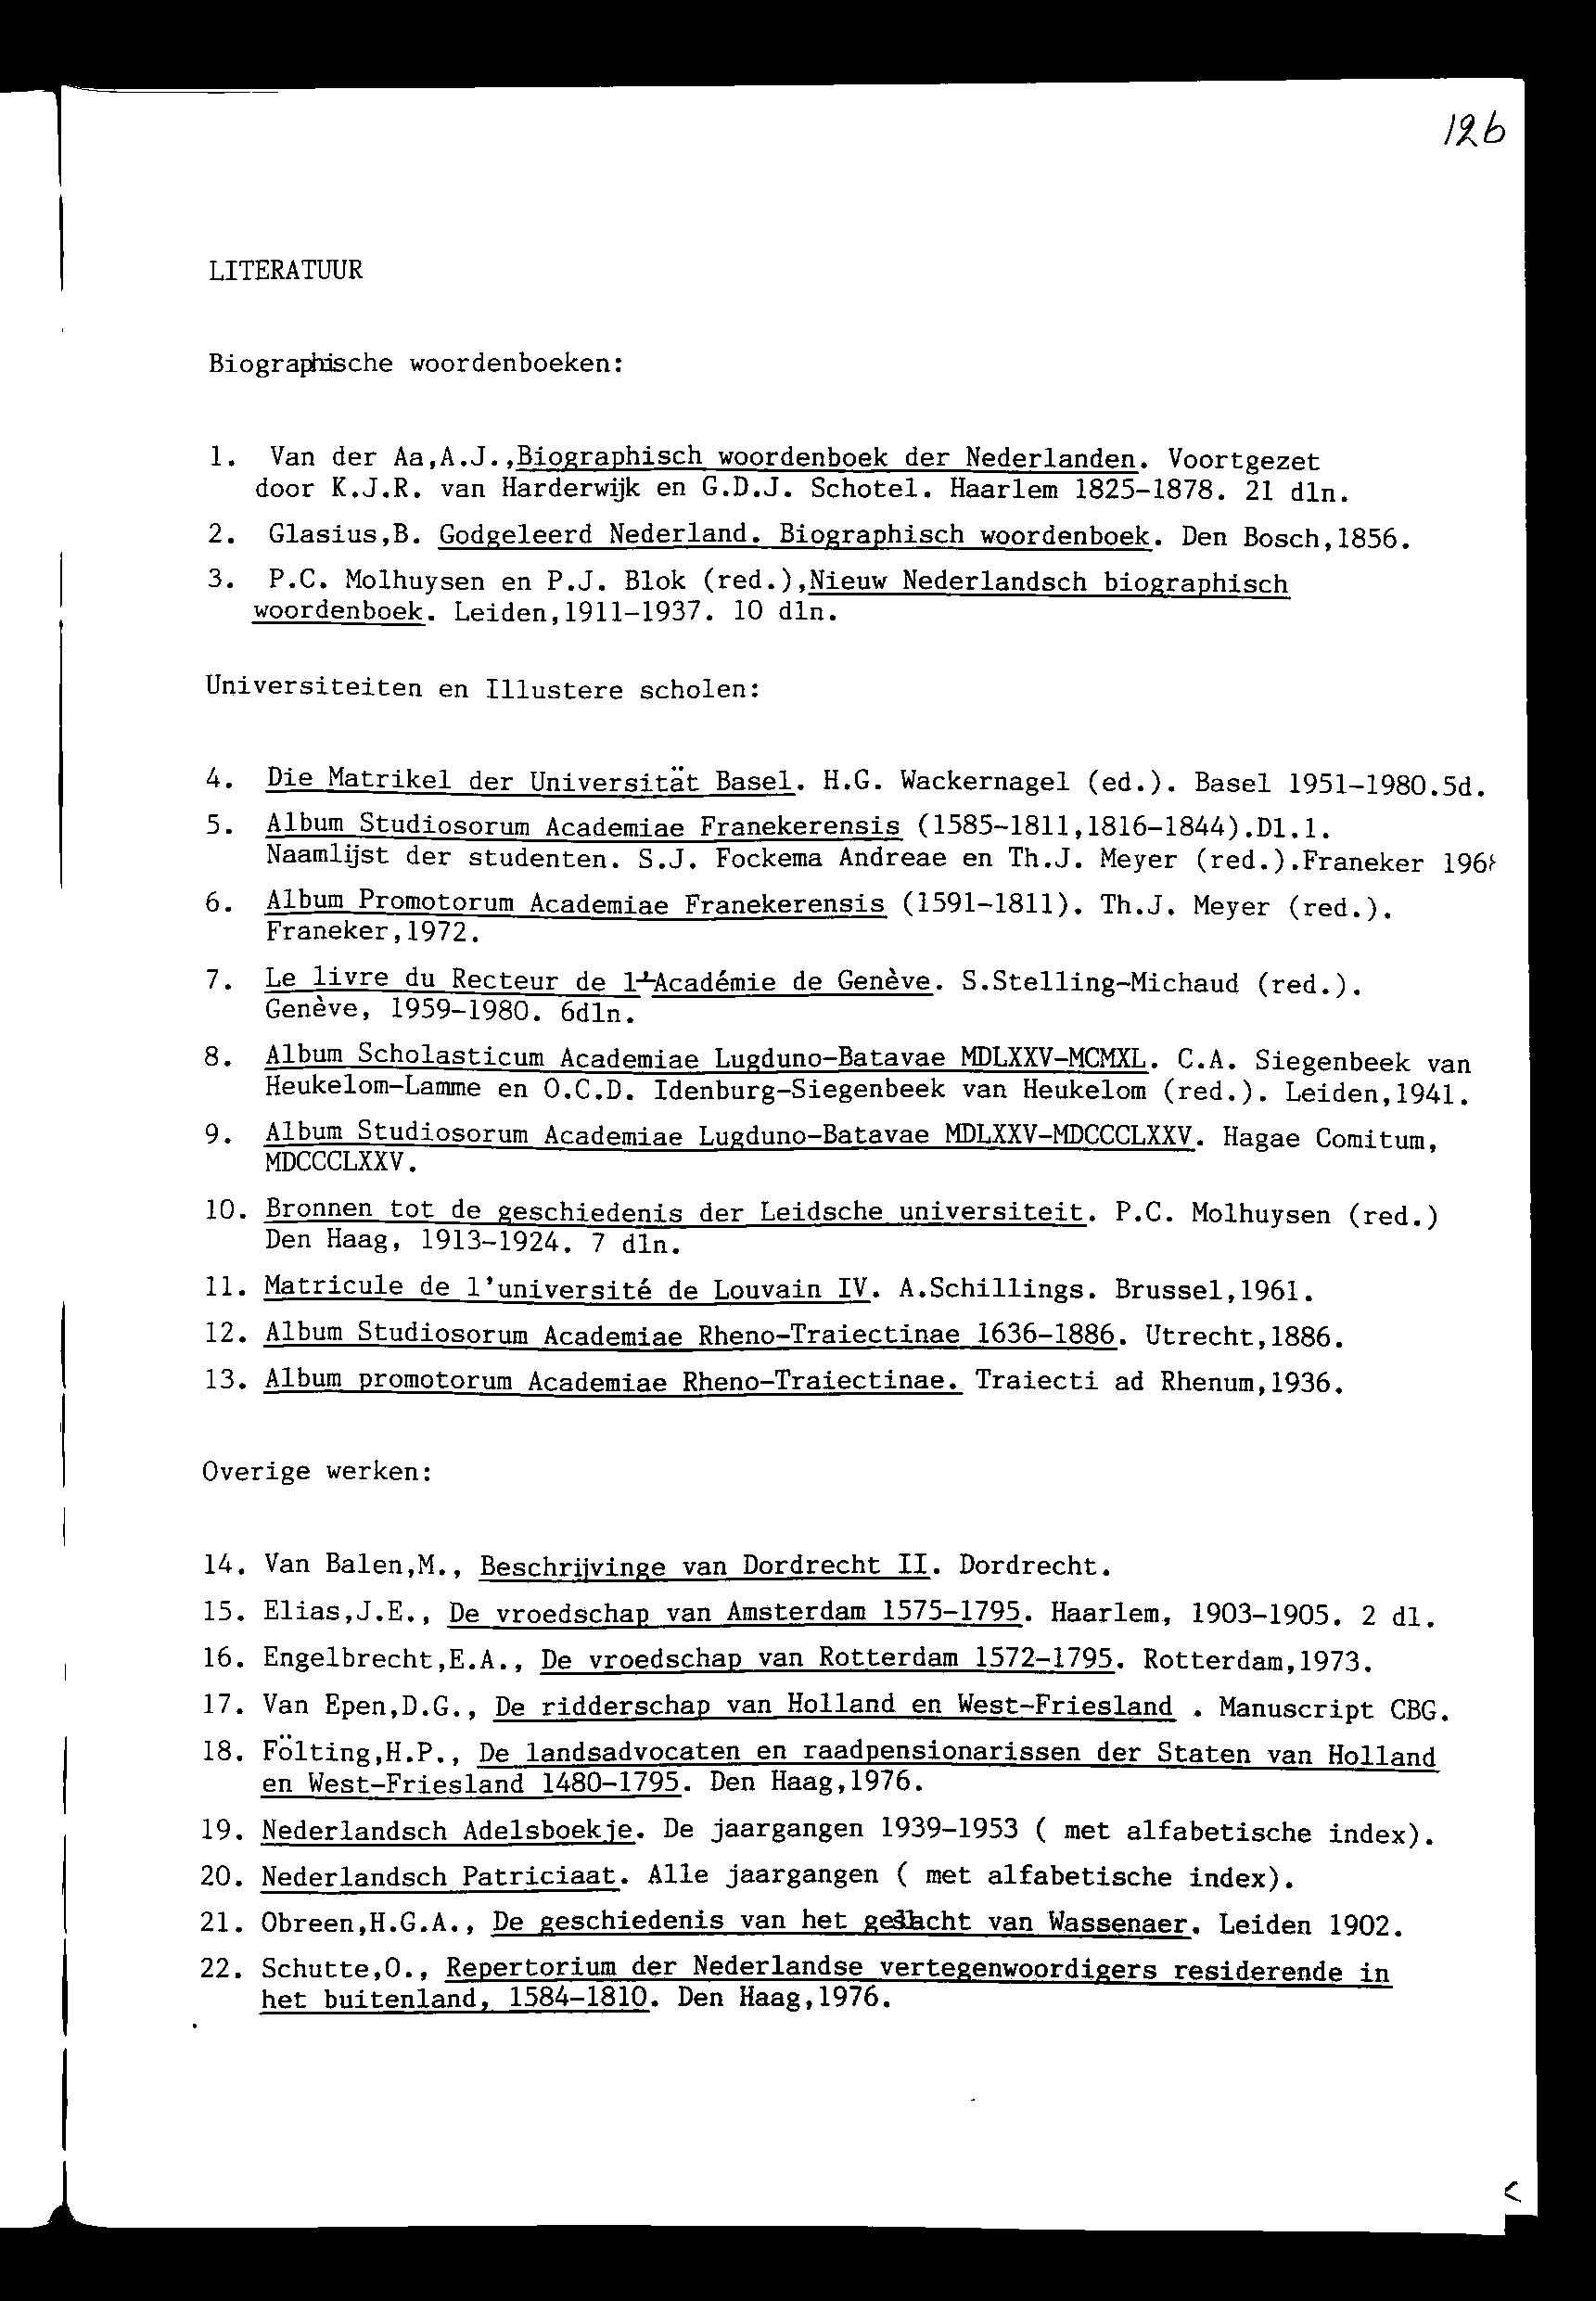 126
LITERATUUR
Biographische woordenboeken:
1. Van der Aa,A.J.,Biographisch woordenboek der Nederlanden. Voortgezet
door K.J.R. van Harderwijk en G.D.J. Schotel. Haarlem 1825-1878. 21 dln.
2. Glasius,B. Godgeleerd Nederland. Biographisch woordenboek. Den Bosch,1856.
3. P.C. Molhuysen en P.J. Blok (red.),Nieuw Nederlandsch biographisch
woordenboek. Leiden,1911-1937. 10 dln.
Universiteiten en Illustere scholen:
4. Die Matrikel der Universität Basel. H.G. Wackernagel (ed.). Basel 1951-1980.5d.
5. Album Studiosorum Academiae Franekerensis (1585-1811,1816-1844).Dl.1.
Naamlijst der studenten. S.J. Fockema Andreae en Th.J. Meyer (red.).Franeker 1968
6. Album Promotorum Academiae Franekerensis (1591-1811). Th.J. Meyer (red.).
Franeker,1972.
7. Le livre du Recteur de l'Académie de Genève. S.Stelling-Michaud (red.).
Genève, 1959-1980. 6dln.
8. Album Scholasticum Academiae Lugduno-Batavae MDLXXV-MCMXL. C.A. Siegenbeek van
Heukelom-Lamme en O.C.D. Idenburg-Siegenbeek van Heukelom (red.). Leiden,1941.
9. Album Studiosorum Academiae Lugduno-Batavae MDLXXV-MDCCCLXXV. Hagae Comitum,
MDCCCLXXV.
10. Bronnen tot de geschiedenis der Leidsche universiteit. P.C. Molhuysen (red.)
Den Haag, 1913-1924. 7 dln.
11. Matricule de l'université de Louvain IV. A.Schillings. Brussel,1961.
12. Album Studiosorum Academiae Rheno-Traiectinae 1636-1886. Utrecht,1886.
13. Album promotorum Academiae Rheno-Traiectinae. Traiecti ad Rhenum,1936.
Overige werken:
14. Van Balen,M., Beschrijvinge van Dordrecht II. Dordrecht.
15. Elias,J.E., De vroedschap van Amsterdam 1575-1795. Haarlem, 1903-1905. 2 dl.
16. Engelbrecht,E.A., De vroedschap van Rotterdam 1572-1795. Rotterdam,1973.
17. Van Epen,D.G., De ridderschap van Holland en West-Friesland . Manuscript CBG.
18. Fölting,H.P., De landsadvocaten en raadpensionarissen der Staten van Holland
en West-Friesland 1480-1795. Den Haag,1976.
19. Nederlandsch Adelsboekje. De jaargangen 1939-1953 ( met alfabetische index).
20. Nederlandsch Patriciaat. Alle jaargangen ( met alfabetische index).
21. Obreen,H.G.A., De geschiedenis van het geslacht van Wassenaer. Leiden 1902.
22. Schutte,O., Repertorium der Nederlandse vertegenwoordigers residerende in
het buitenland, 1584-1810. Den Haag,1976.